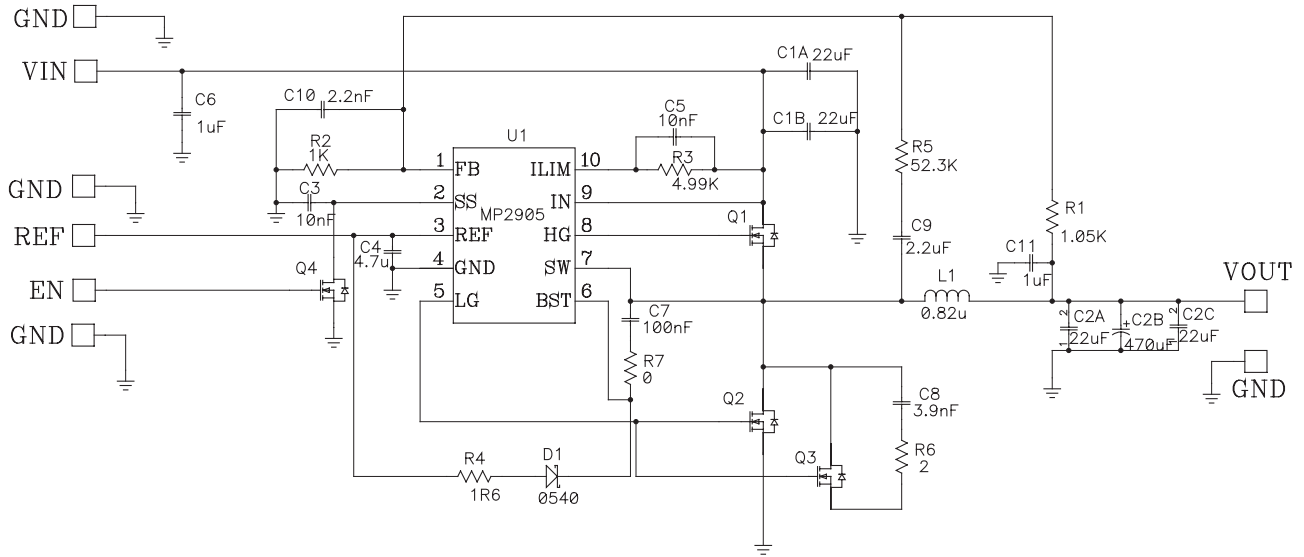 GND
VIN
C6
1uF
C10 2.2nF
R2
1K
C3
10nF
GND
REF
EN
GND
Q4
C4
4.7u
U1
MP2905
1 FB
2 SS
3 REF
4 GND
5 LG
ILIM 10
IN 9
HG 8
SW 7
BST 6
C5
10nF
R3
4.99K
C1A 22uF
C1B 22uF
Q1
R5
52.3K
C9
2.2uF
R1
1.05K
C11
1uF
L1
0.82u
VOUT
2 C2A
1 22uF
+ C2B
470uF
2 C2C
1 22uF
GND
C7
100nF
R7
0
Q2
Q3
C8
3.9nF
R6
2
R4
1R6
D1
0540